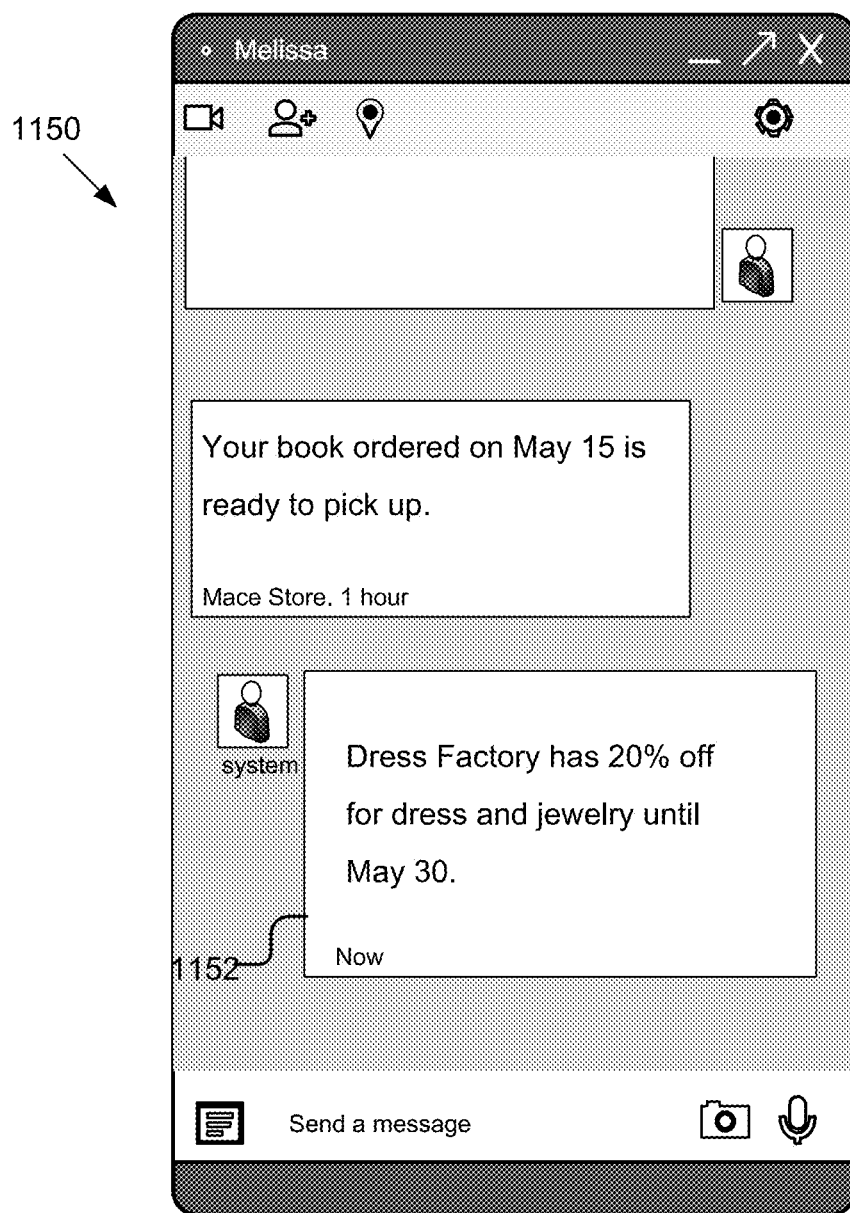 Melissa
1150
Your book ordered on May 15 is
ready to pick up.
Mace Store. 1 hour
system
Dress Factory has 20% off
for dress and jewelry until
May 30.
Now
1152
Send a message